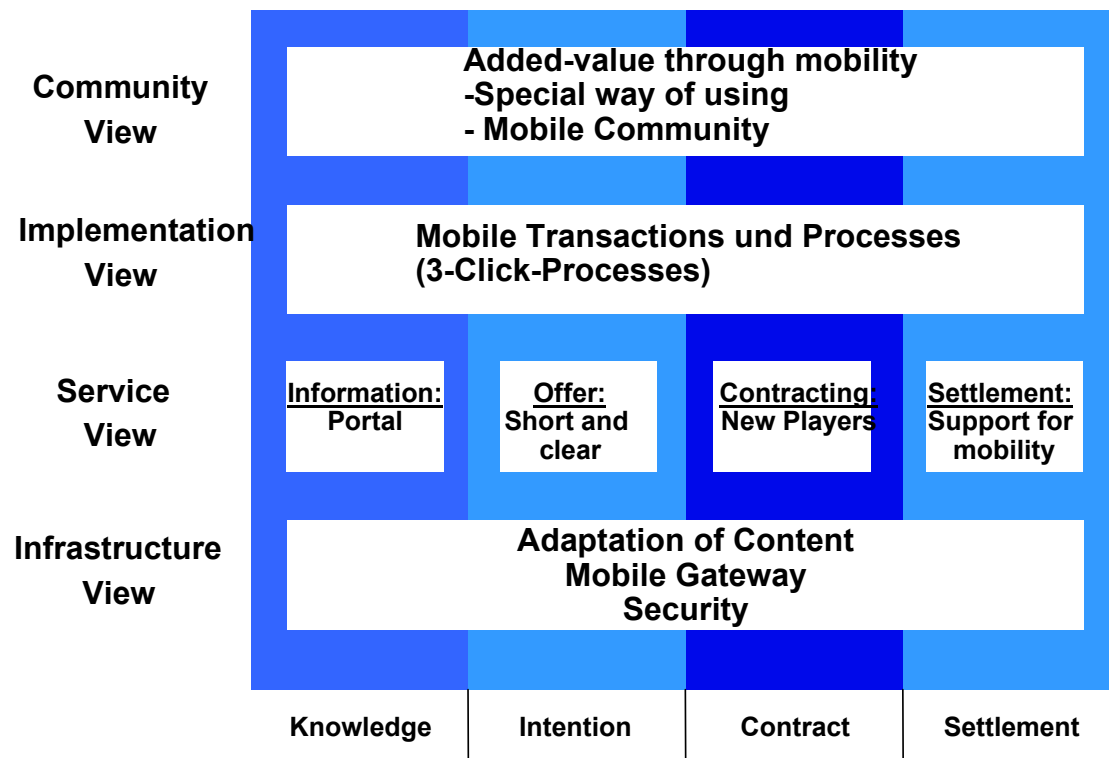 Community
View
Added-value through mobility
-Special way of using
- Mobile Community
Implementation
View
Mobile Transactions und Processes
(3-Click-Processes)
Service
View
Information:
Portal
Offer:
Short and
clear
Contracting:
New Players
Settlement:
Support for
mobility
Infrastructure
View
Adaptation of Content
Mobile Gateway
Security
Knowledge
Intention
Contract
Settlement